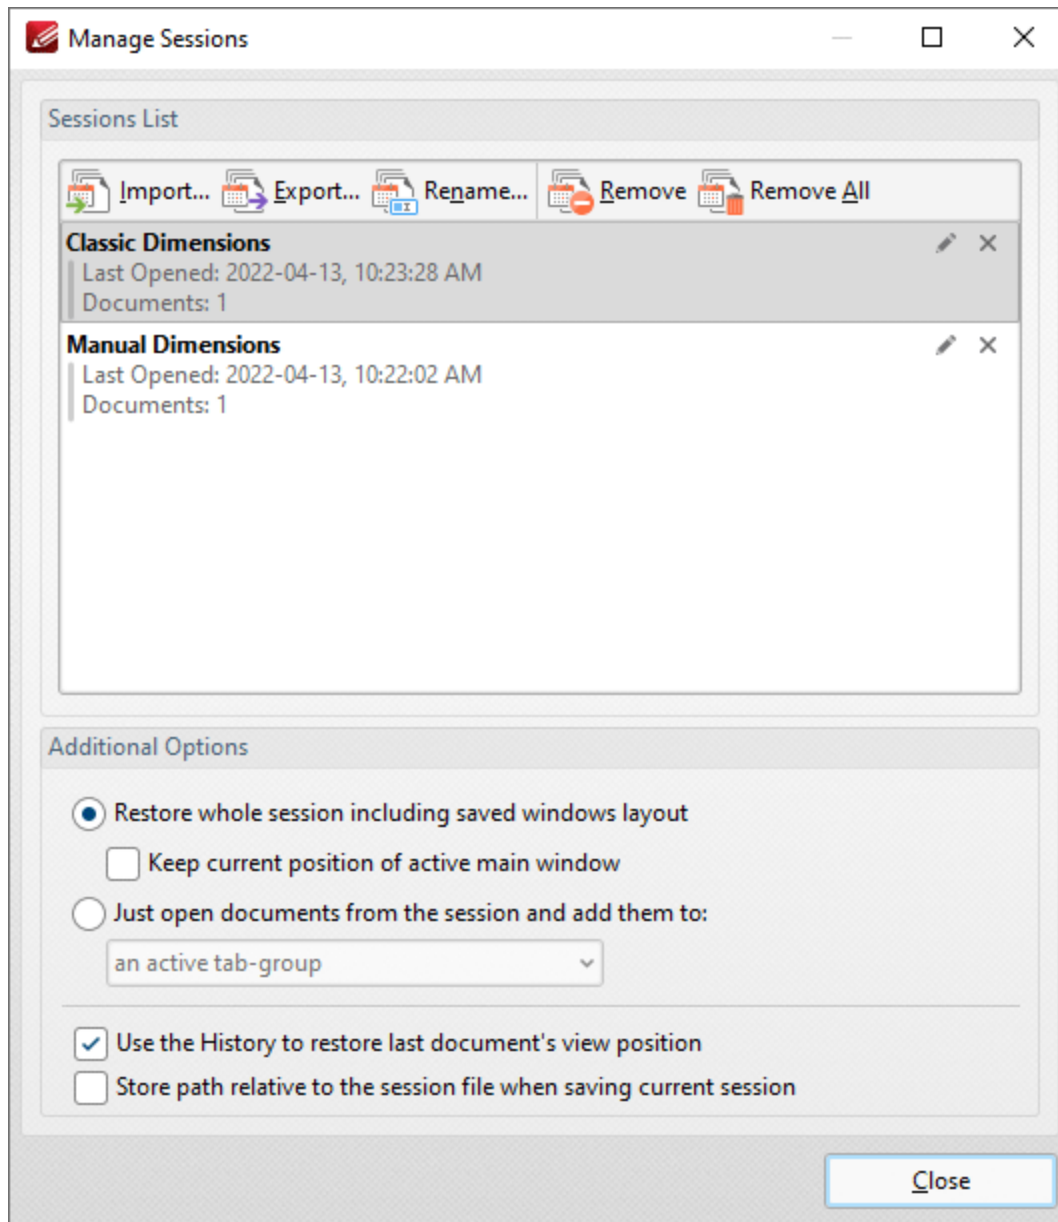 Manage Sessions
Sessions List
Import... Export... Rename... Remove Remove All
Classic Dimensions
Last Opened: 2022-04-13, 10:23:28 AM
Documents: 1
Manual Dimensions
Last Opened: 2022-04-13, 10:22:02 AM
Documents: 1
Additional Options
Restore whole session including saved windows layout
Keep current position of active main window
Just open documents from the session and add them to:
an active tab-group
Use the History to restore last document's view position
Store path relative to the session file when saving current session
Close